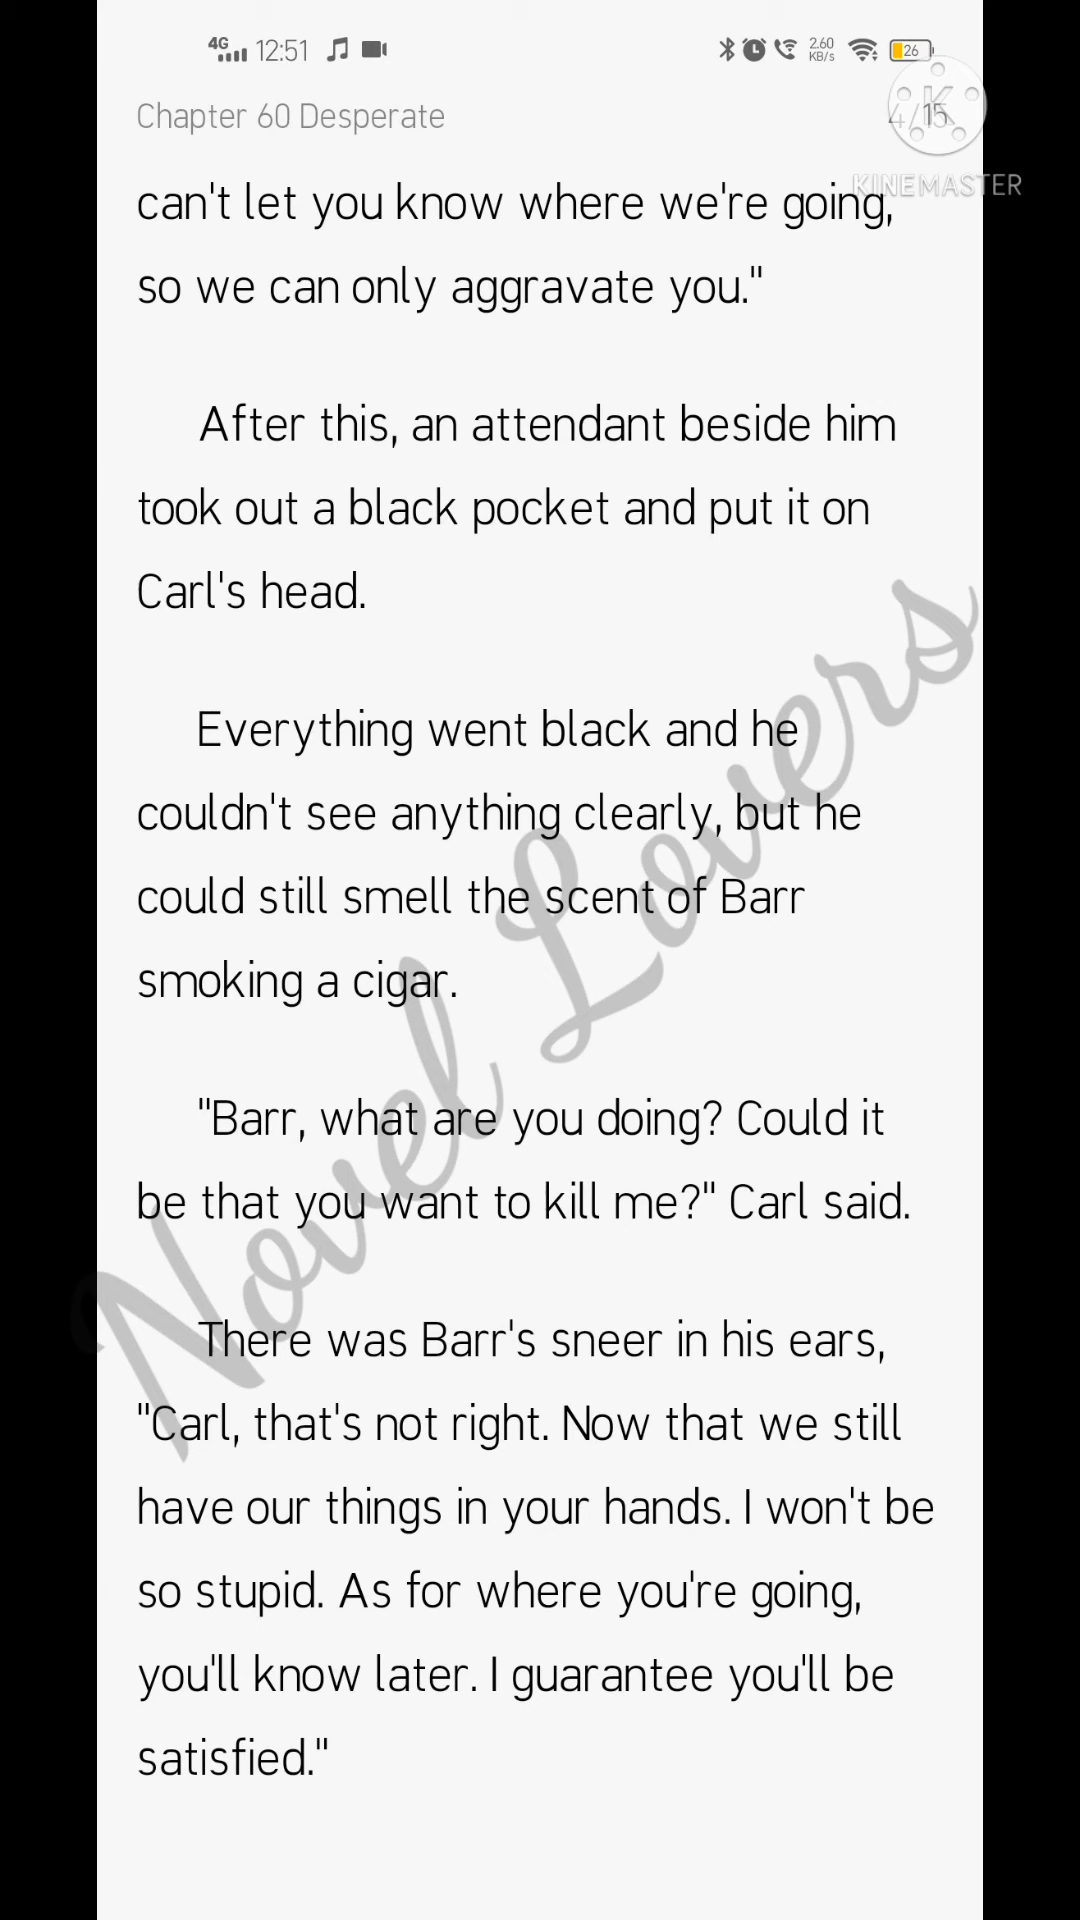 4G 12:51 2.60 KB/s 26
Chapter 60 Desperate 4/15
KINEMASTER
can't let you know where we're going,
so we can only aggravate you."
After this, an attendant beside him
took out a black pocket and put it on
Carl's head.
Everything went black and he
couldn't see anything clearly, but he
could still smell the scent of Barr
smoking a cigar.
"Barr, what are you doing? Could it
be that you want to kill me?" Carl said.
There was Barr's sneer in his ears,
"Carl, that's not right. Now that we still
have our things in your hands. I won't be
so stupid. As for where you're going,
you'll know later. I guarantee you'll be
satisfied."
Novel Lovers